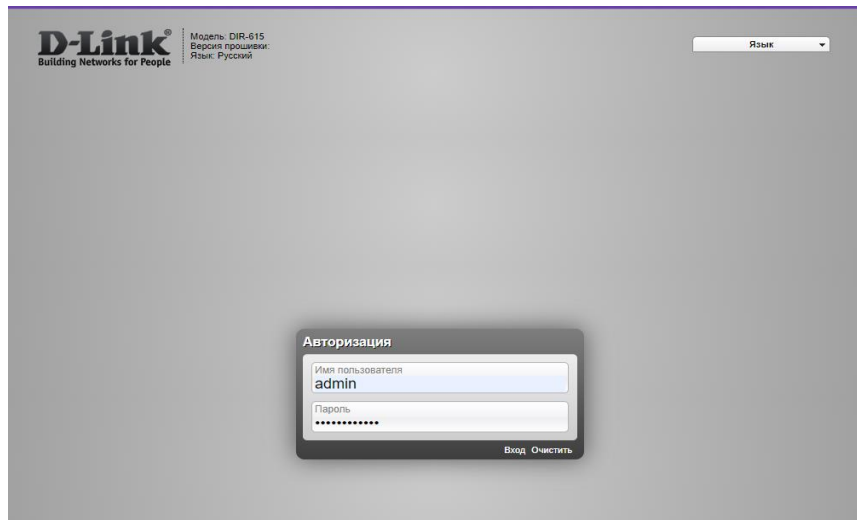 D-Link®
Building Networks for People
Модель: DIR-615
Версия прошивки:
Язык: Русский
Язык
Авторизация
Имя пользователя
admin
Пароль
••••••••••••
Вход Очистить